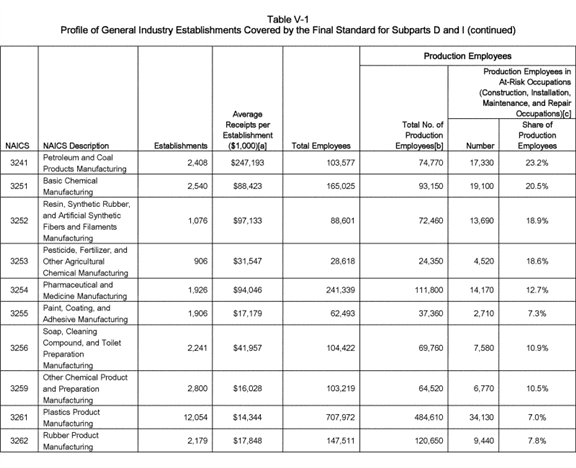 Table V-1
Profile of General Industry Establishments Covered by the Final Standard for Subparts D and I (continued)
Production Employees
Production Employees in
At-Risk Occupations
(Construction, Installation,
Maintenance, and Repair
Occupations)[c]
Average
Receipts per
Establishment
($1,000)[a]
Total No. of
Production
Employees[b]
Share of
Production
Employees
NAICS NAICS Description Establishments Total Employees Number
3241 Petroleum and Coal
Products Manufacturing 2,408 $247,193 103,577 74,770 17,330 23.2%
3251 Basic Chemical
Manufacturing 2,540 $88,423 165,025 93,150 19,100 20.5%
Resin, Synthetic Rubber,
and Artificial Synthetic
3252 Fibers and Filaments 1,076 $97,133 88,601 72,460 13,690 18.9%
Manufacturing
Pesticide, Fertilizer, and
3253 Other Agricultural 906 $31,547 28,618 24,350 4,520 18.6%
Chemical Manufacturing
3254 Pharmaceutical and
Medicine Manufacturing 1,926 $94,046 241,339 111,800 14,170 12.7%
3255 Paint, Coating, and
Adhesive Manufacturing 1,906 $17,179 62,493 37,360 2,710 7.3%
Soap, Cleaning
Compound, and Toilet
3256 Preparation 2,241 $41,957 104,422 69,760 7,580 10.9%
Manufacturing
Other Chemical Product
3259 and Preparation 2,800 $16,028 103,219 64,520 6,770 10.5%
Manufacturing
3261 Plastics Product
Manufacturing 12,054 $14,344 707,972 484,610 34,130 7.0%
3262 Rubber Product
Manufacturing 2,179 $17,848 147,511 120,650 9,440 7.8%